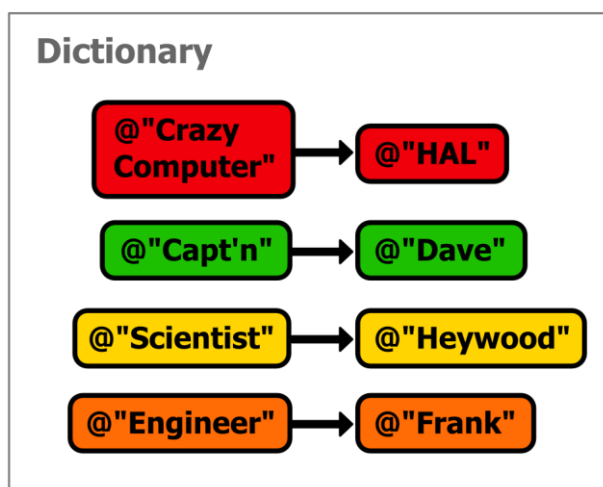 Dictionary
@"Crazy
Computer"
@"HAL"
@"Capt'n"
@"Dave"
@"Scientist"
@"Heywood"
@"Engineer"
@"Frank"